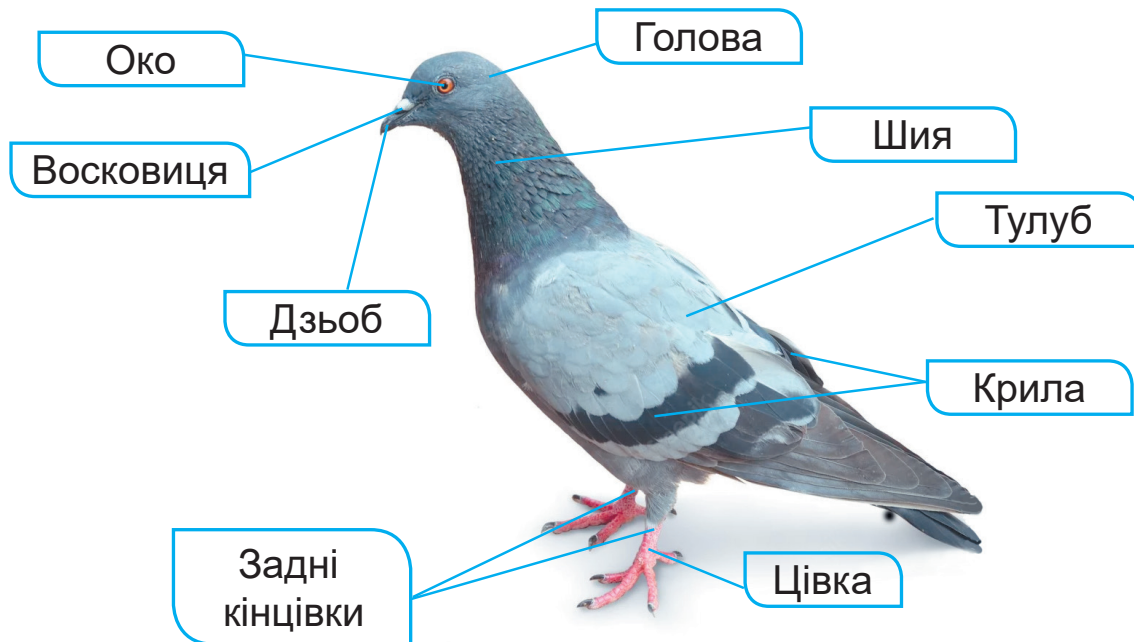 Око
Голова
Шия
Восковиця
Тулуб
Дзьоб
Крила
Задні
кінцівки
Цівка